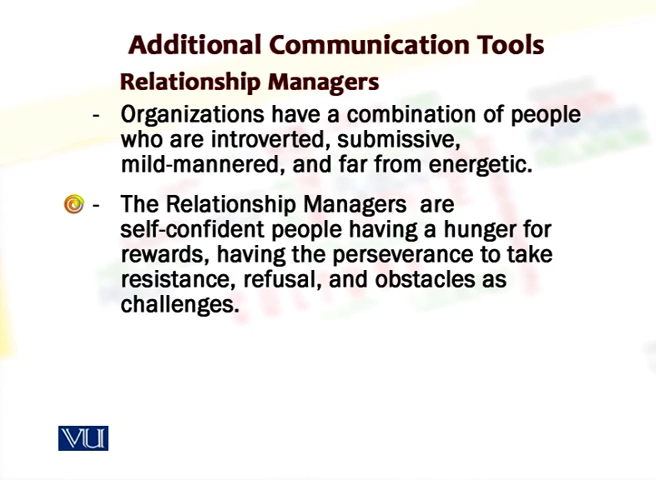 Additional Communication Tools
Relationship Managers
- Organizations have a combination of people
who are introverted, submissive,
mild-mannered, and far from energetic.
- The Relationship Managers are
self-confident people having a hunger for
rewards, having the perseverance to take
resistance, refusal, and obstacles as
challenges.
VU